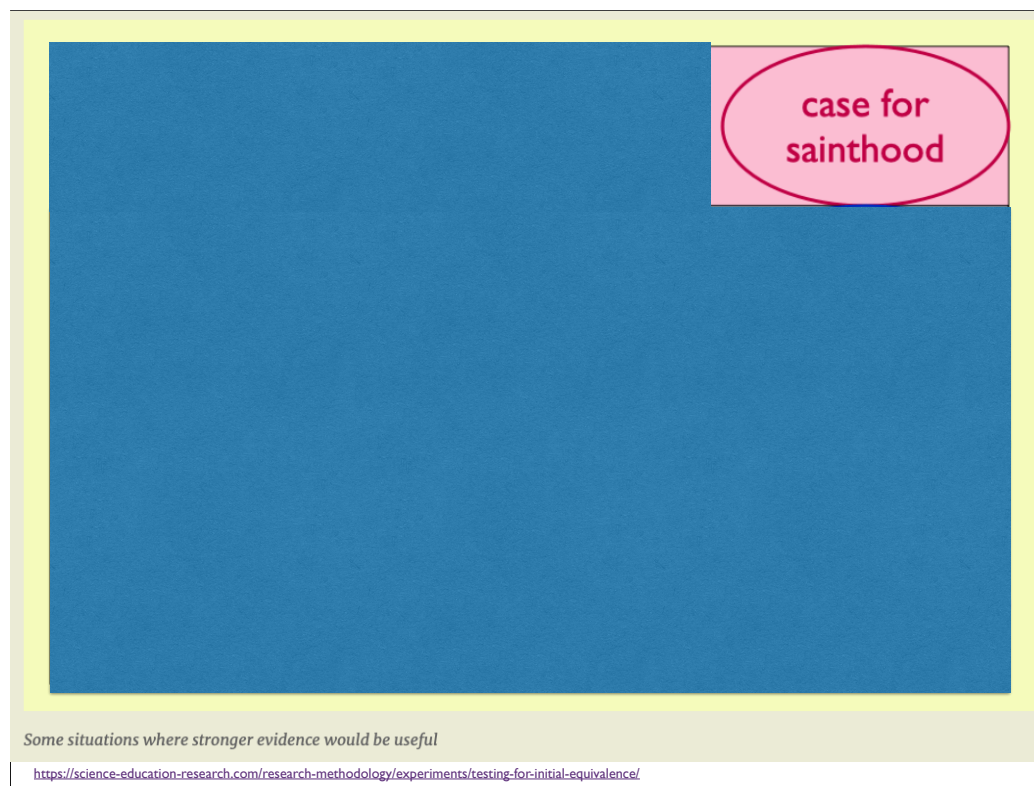 case for
sainthood
Some situations where stronger evidence would be useful
https://science-education-research.com/research-methodology/experiments/testing-for-initial-equivalence/